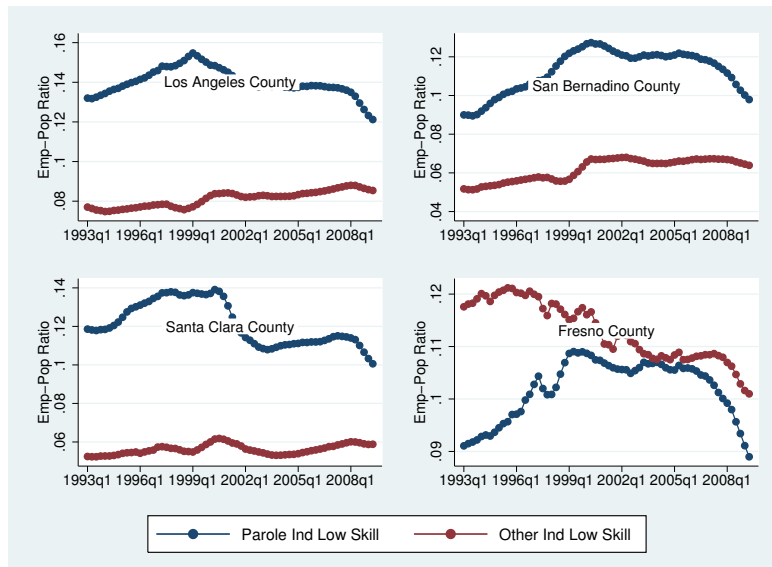 Emp−Pop Ratio
.16
.14
.12
.1
.08
Los Angeles County
1993q1 1996q1 1999q1 2002q1 2005q1 2008q1
Emp−Pop Ratio
.12
.1
.08
.06
.04
San Bernadino County
1993q1 1996q1 1999q1 2002q1 2005q1 2008q1
Emp−Pop Ratio
.14
.12
.1
.08
.06
Santa Clara County
1993q1 1996q1 1999q1 2002q1 2005q1 2008q1
Emp−Pop Ratio
.12
.11
.1
.09
Fresno County
1993q1 1996q1 1999q1 2002q1 2005q1 2008q1
Parole Ind Low Skill Other Ind Low Skill